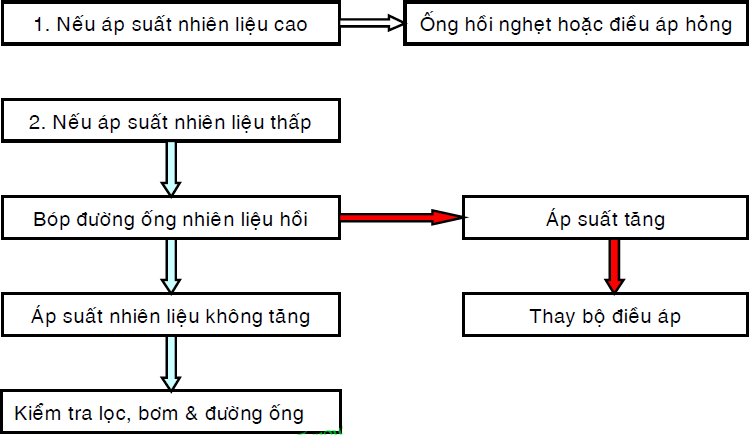 1. Nếu áp suất nhiên liệu cao
Ống hồi nghẹt hoặc điều áp hỏng
2. Nếu áp suất nhiên liệu thấp
Bóp đường ống nhiên liệu hồi
Áp suất tăng
Áp suất nhiên liệu không tăng
Thay bộ điều áp
Kiểm tra lọc, bơm & đường ống